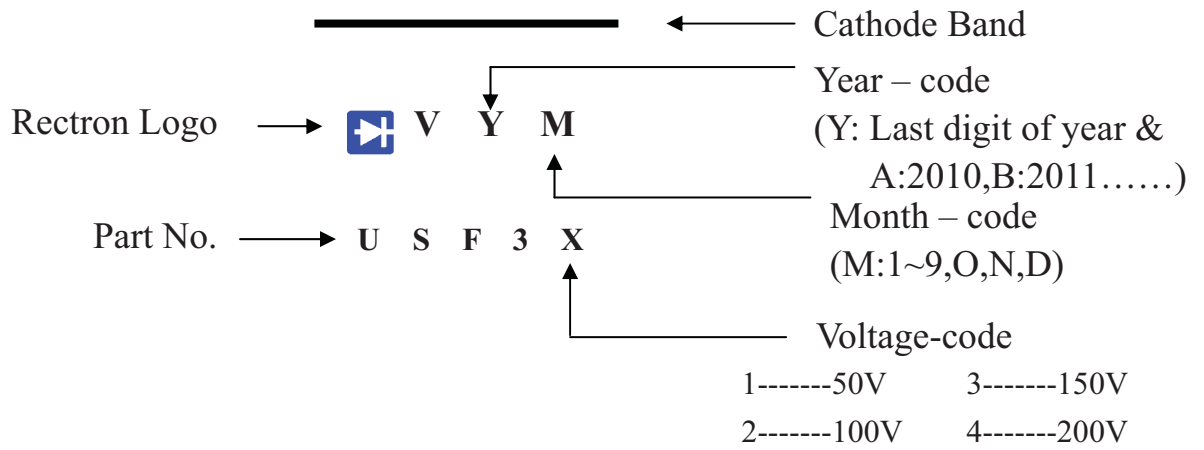 Cathode Band
Year – code
Rectron Logo V Y M (Y: Last digit of year &
A:2010,B:2011……)
Month – code
Part No. U S F 3 X
(M:1~9,O,N,D)
Voltage-code
1-------50V 3-------150V
2-------100V 4-------200V